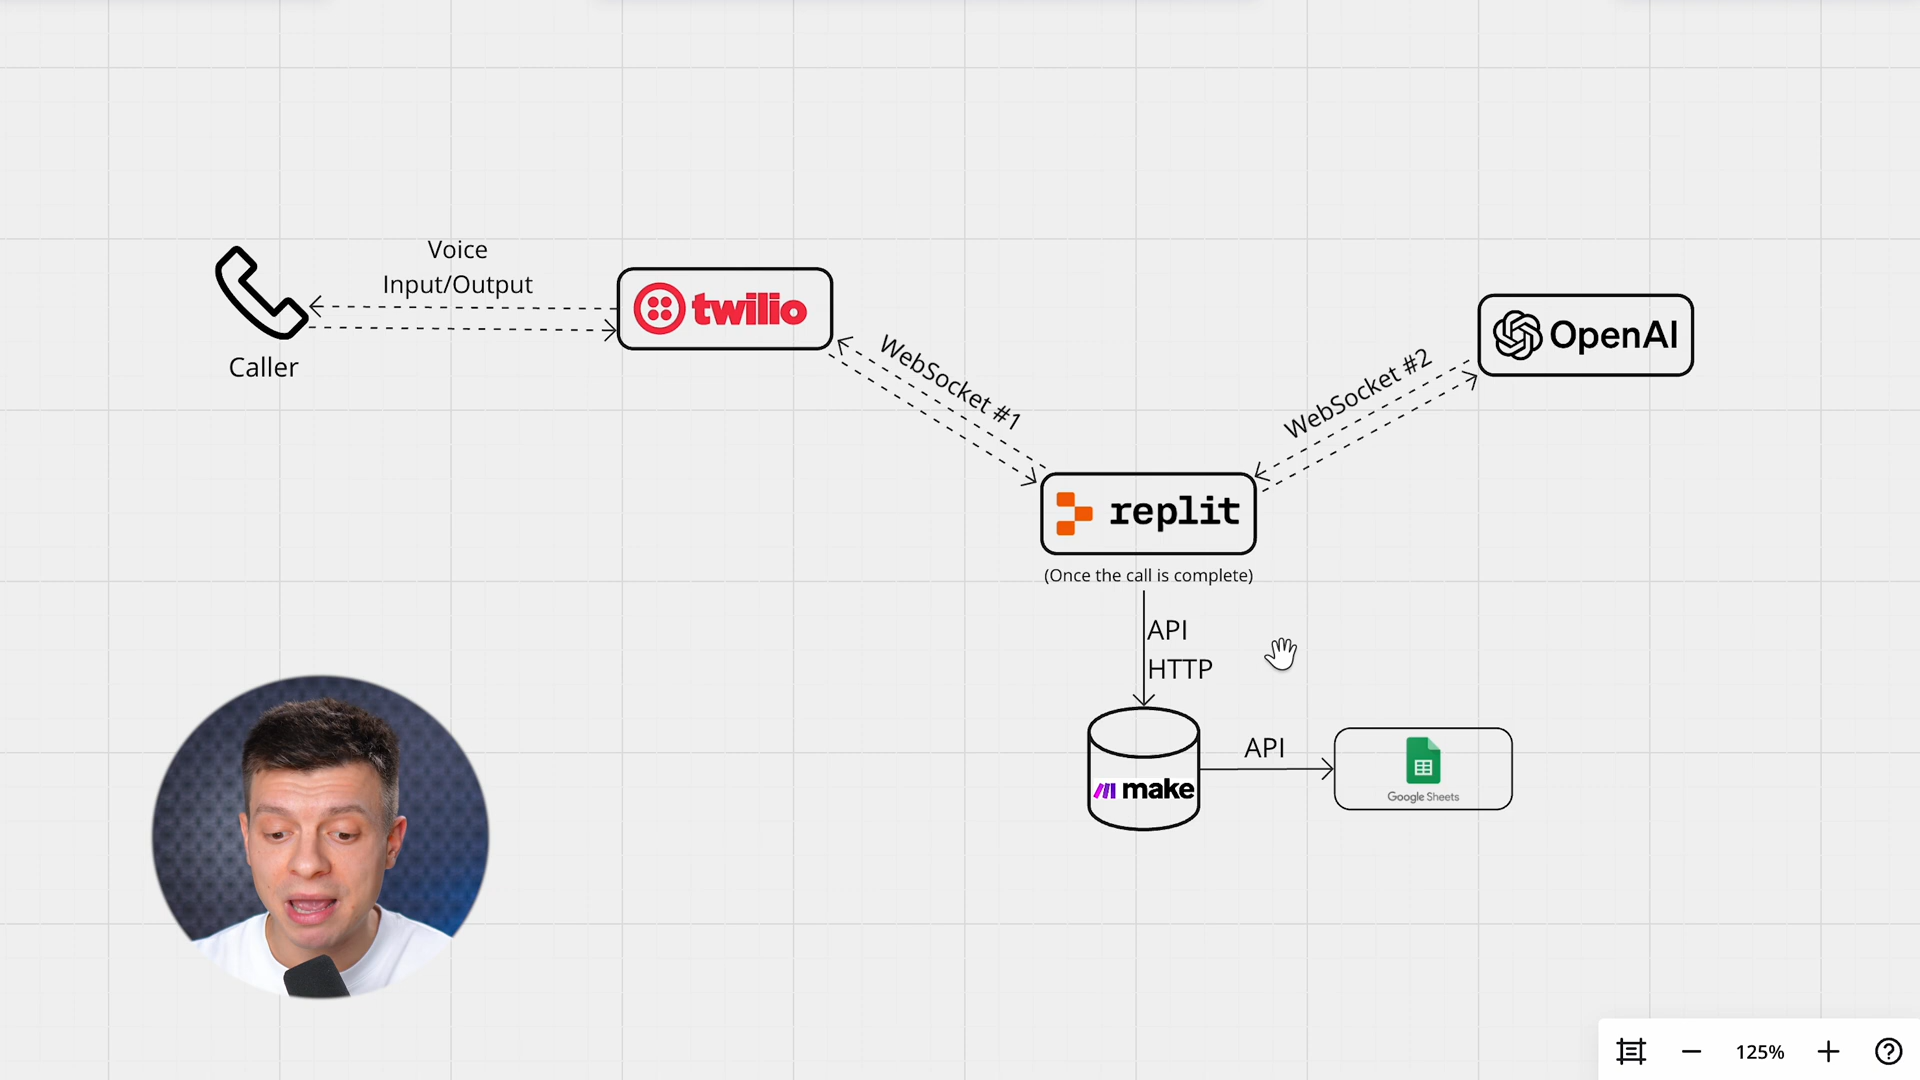 Voice
Input/Output
twilio
Caller
WebSocket #1
WebSocket #2
OpenAI
replit
(Once the call is complete)
API
HTTP
make
API
Google Sheets
125%